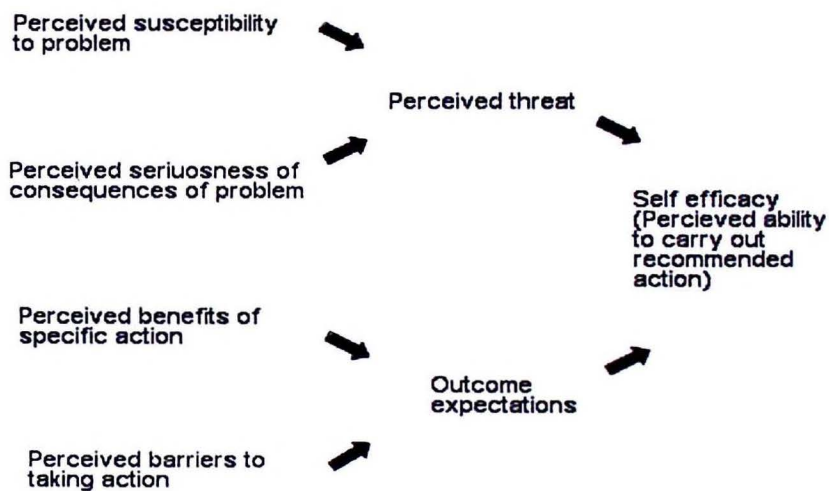 Perceived susceptibility
to problem
Perceived threat
Perceived seriuosness of
consequences of problem
Self efficacy
(Percieved ability
to carry out
recommended
action)
Perceived benefits of
specific action
Outcome
expectations
Perceived barriers to
taking action